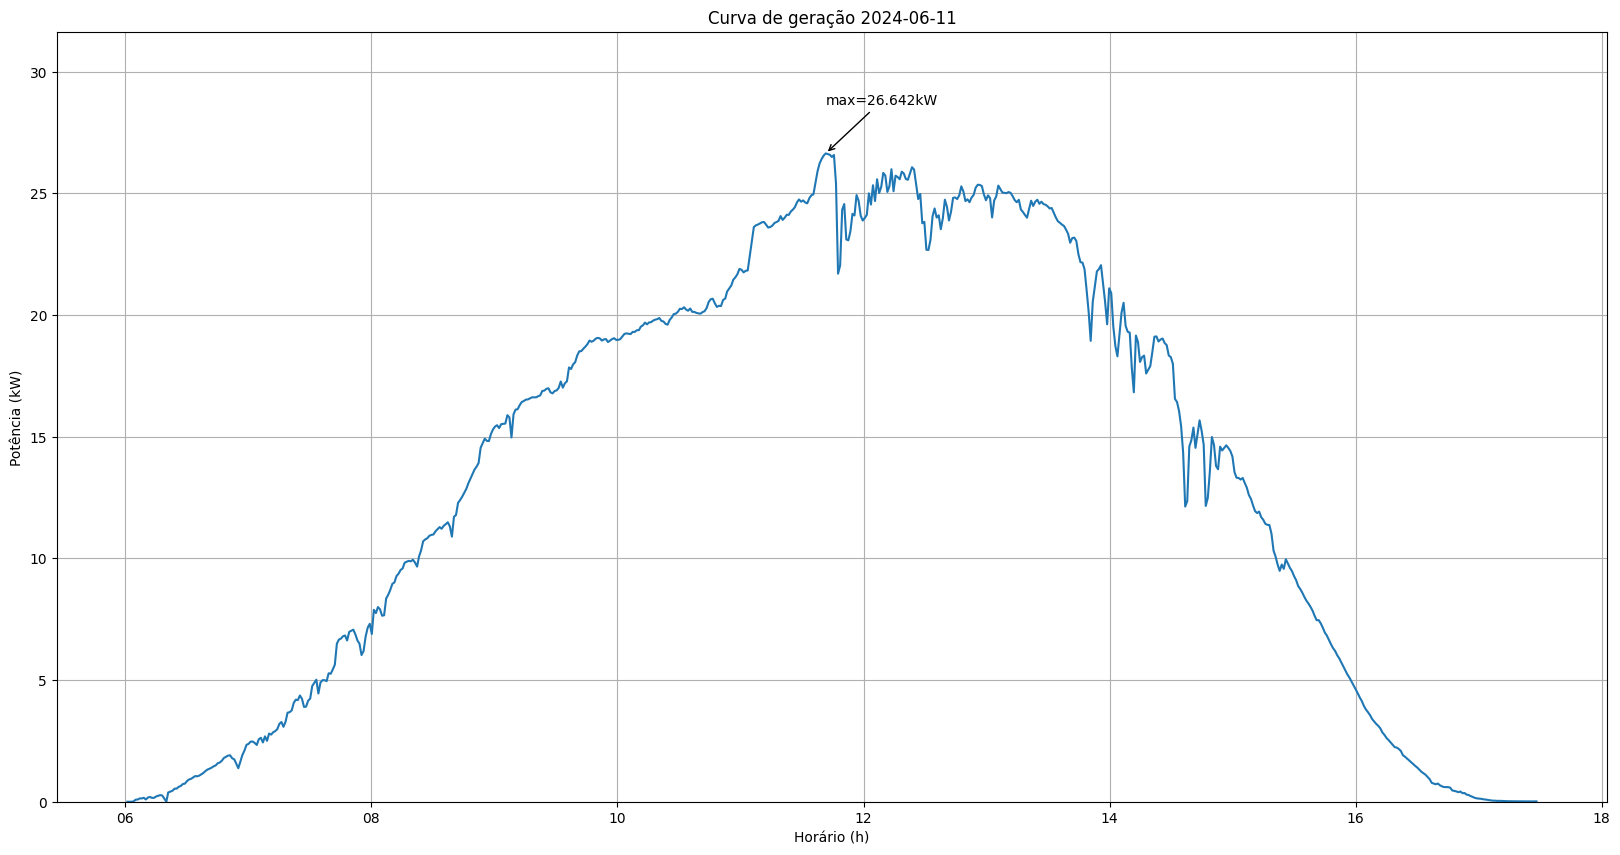 Curva de geração 2024-06-11
max=26.642kW
Potência (kW)
30
25
20
15
10
5
0
06 08 10 12 14 16 18
Horário (h)